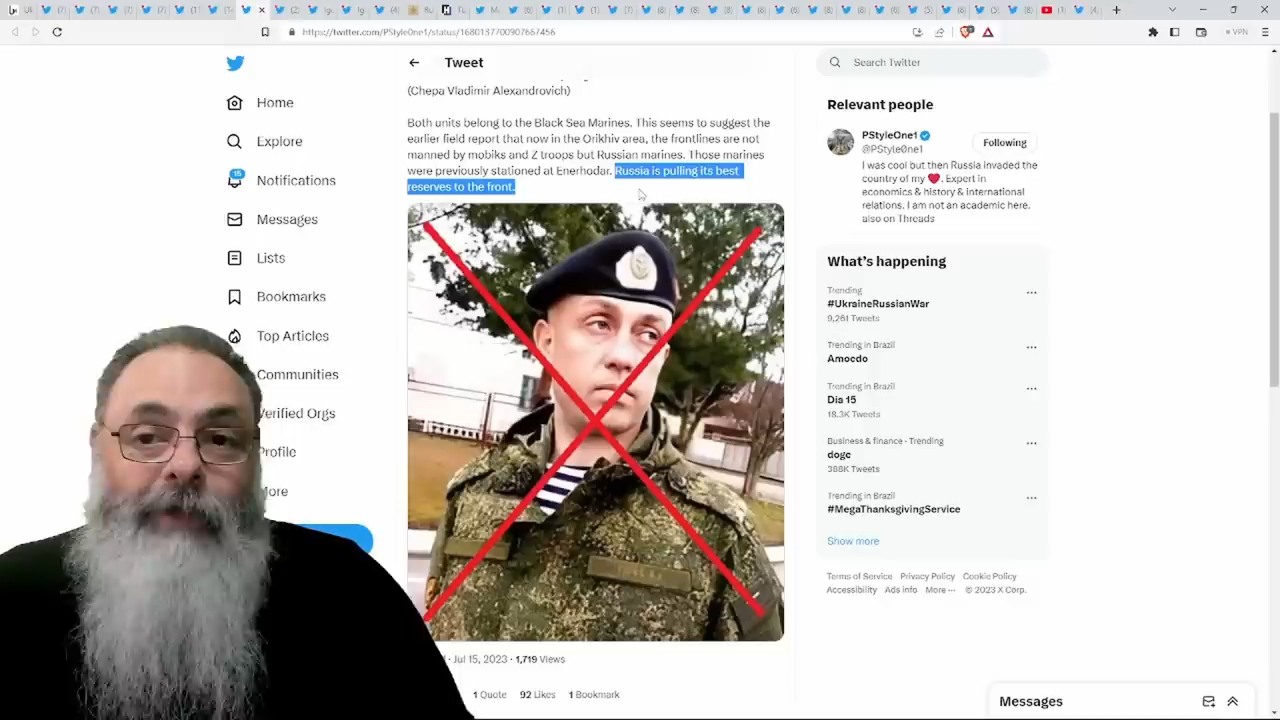 https://twitter.com/PStyle0ne1/status/1680137700907667456
VPN
Home
Explore
15
Notifications
Messages
Lists
Bookmarks
Top Articles
Communities
Verified Orgs
Profile
More
Tweet
(Chepa Vladimir Alexandrovich)
Both units belong to the Black Sea Marines. This seems to suggest the
earlier field report that now in the Orikhiv area, the frontlines are not
manned by mobiks and Z troops but Russian marines. Those marines
were previously stationed at Enerhodar. Russia is pulling its best
reserves to the front.
Jul 15, 2023 · 1,719 Views
1 Quote 92 Likes 1 Bookmark
Search Twitter
Relevant people
PStyleOne1
@PStyle0ne1
Following
I was cool but then Russia invaded the
country of my ❤️. Expert in
economics & history & international
relations. I am not an academic here.
also on Threads
What's happening
Trending
#UkraineRussianWar
9,261 Tweets
Trending in Brazil
Amoedo
Trending in Brazil
Dia 15
18.3K Tweets
Business & finance · Trending
doge
388K Tweets
Trending in Brazil
#MegaThanksgivingService
Show more
Terms of Service Privacy Policy Cookie Policy
Accessibility Ads info More ··· © 2023 X Corp.
Messages